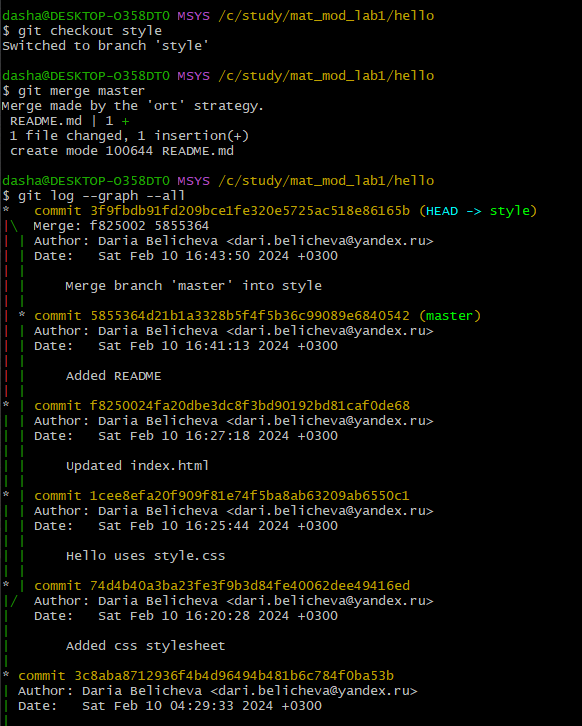 dasha@DESKTOP-O358DT0 MSYS /c/study/mat_mod_lab1/hello
$ git checkout style
Switched to branch 'style'
dasha@DESKTOP-O358DT0 MSYS /c/study/mat_mod_lab1/hello
$ git merge master
Merge made by the 'ort' strategy.
 README.md | 1 +
 1 file changed, 1 insertion(+)
 create mode 100644 README.md
dasha@DESKTOP-O358DT0 MSYS /c/study/mat_mod_lab1/hello
$ git log --graph --all
*   commit 3f9fbdb91fd209bce1fe320e5725ac518e86165b (HEAD -> style)
|\  Merge: f825002 5855364
| | Author: Daria Belicheva <dari.belicheva@yandex.ru>
| | Date:   Sat Feb 10 16:43:50 2024 +0300
| |
| |     Merge branch 'master' into style
| |
| * commit 5855364d21b1a3328b5f4f5b36c99089e6840542 (master)
| | Author: Daria Belicheva <dari.belicheva@yandex.ru>
| | Date:   Sat Feb 10 16:41:13 2024 +0300
| |
| |     Added README
| |
* | commit f8250024fa20dbe3dc8f3bd90192bd81caf0de68
| | Author: Daria Belicheva <dari.belicheva@yandex.ru>
| | Date:   Sat Feb 10 16:27:18 2024 +0300
| |
| |     Updated index.html
| |
* | commit 1cee8efa20f909f81e74f5ba8ab63209ab6550c1
| | Author: Daria Belicheva <dari.belicheva@yandex.ru>
| | Date:   Sat Feb 10 16:25:44 2024 +0300
| |
| |     Hello uses style.css
| |
* | commit 74d4b40a3ba23fe3f9b3d84fe40062dee49416ed
|/  Author: Daria Belicheva <dari.belicheva@yandex.ru>
|   Date:   Sat Feb 10 16:20:28 2024 +0300
|
|       Added css stylesheet
|
* commit 3c8aba8712936f4b4d96494b481b6c784f0ba53b
| Author: Daria Belicheva <dari.belicheva@yandex.ru>
| Date:   Sat Feb 10 04:29:33 2024 +0300
|